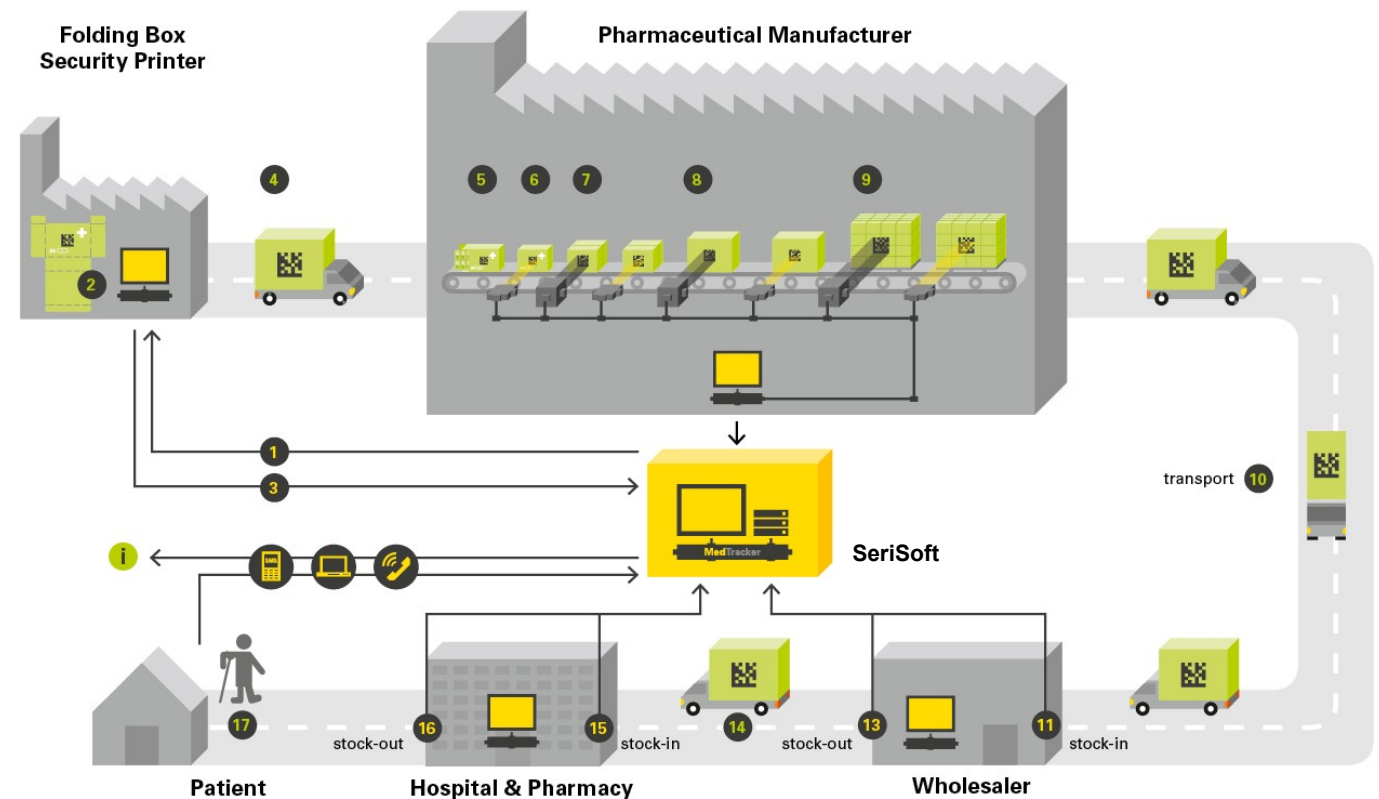 Folding Box
Security Printer
Pharmaceutical Manufacturer
4
5
6
7
8
9
2
1
3
transport 10
MedTracker
SeriSoft
i
SMS
17
16
15
14
13
11
stock-out
stock-in
stock-out
stock-in
Patient
Hospital & Pharmacy
Wholesaler